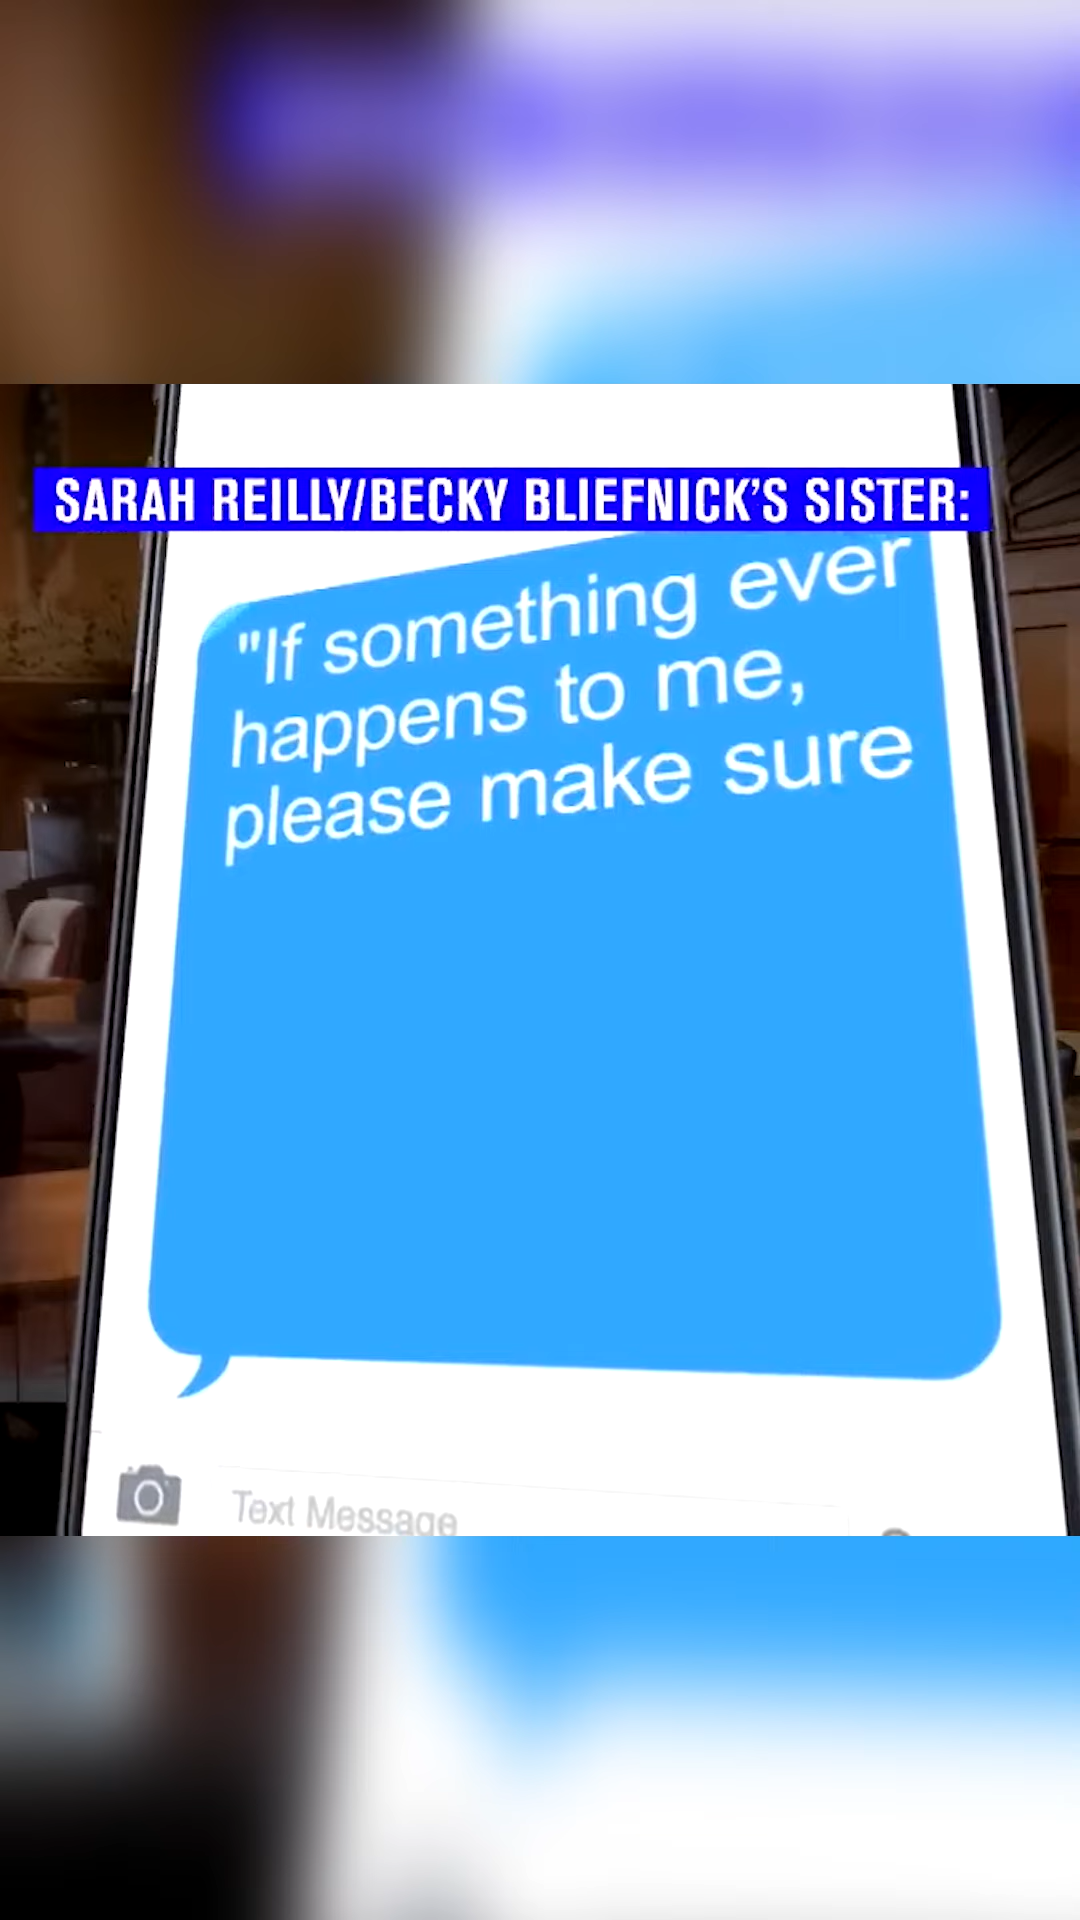 SARAH REILLY/BECKY BLIEFNICK'S SISTER:
"If something ever
happens to me,
please make sure
Text Message